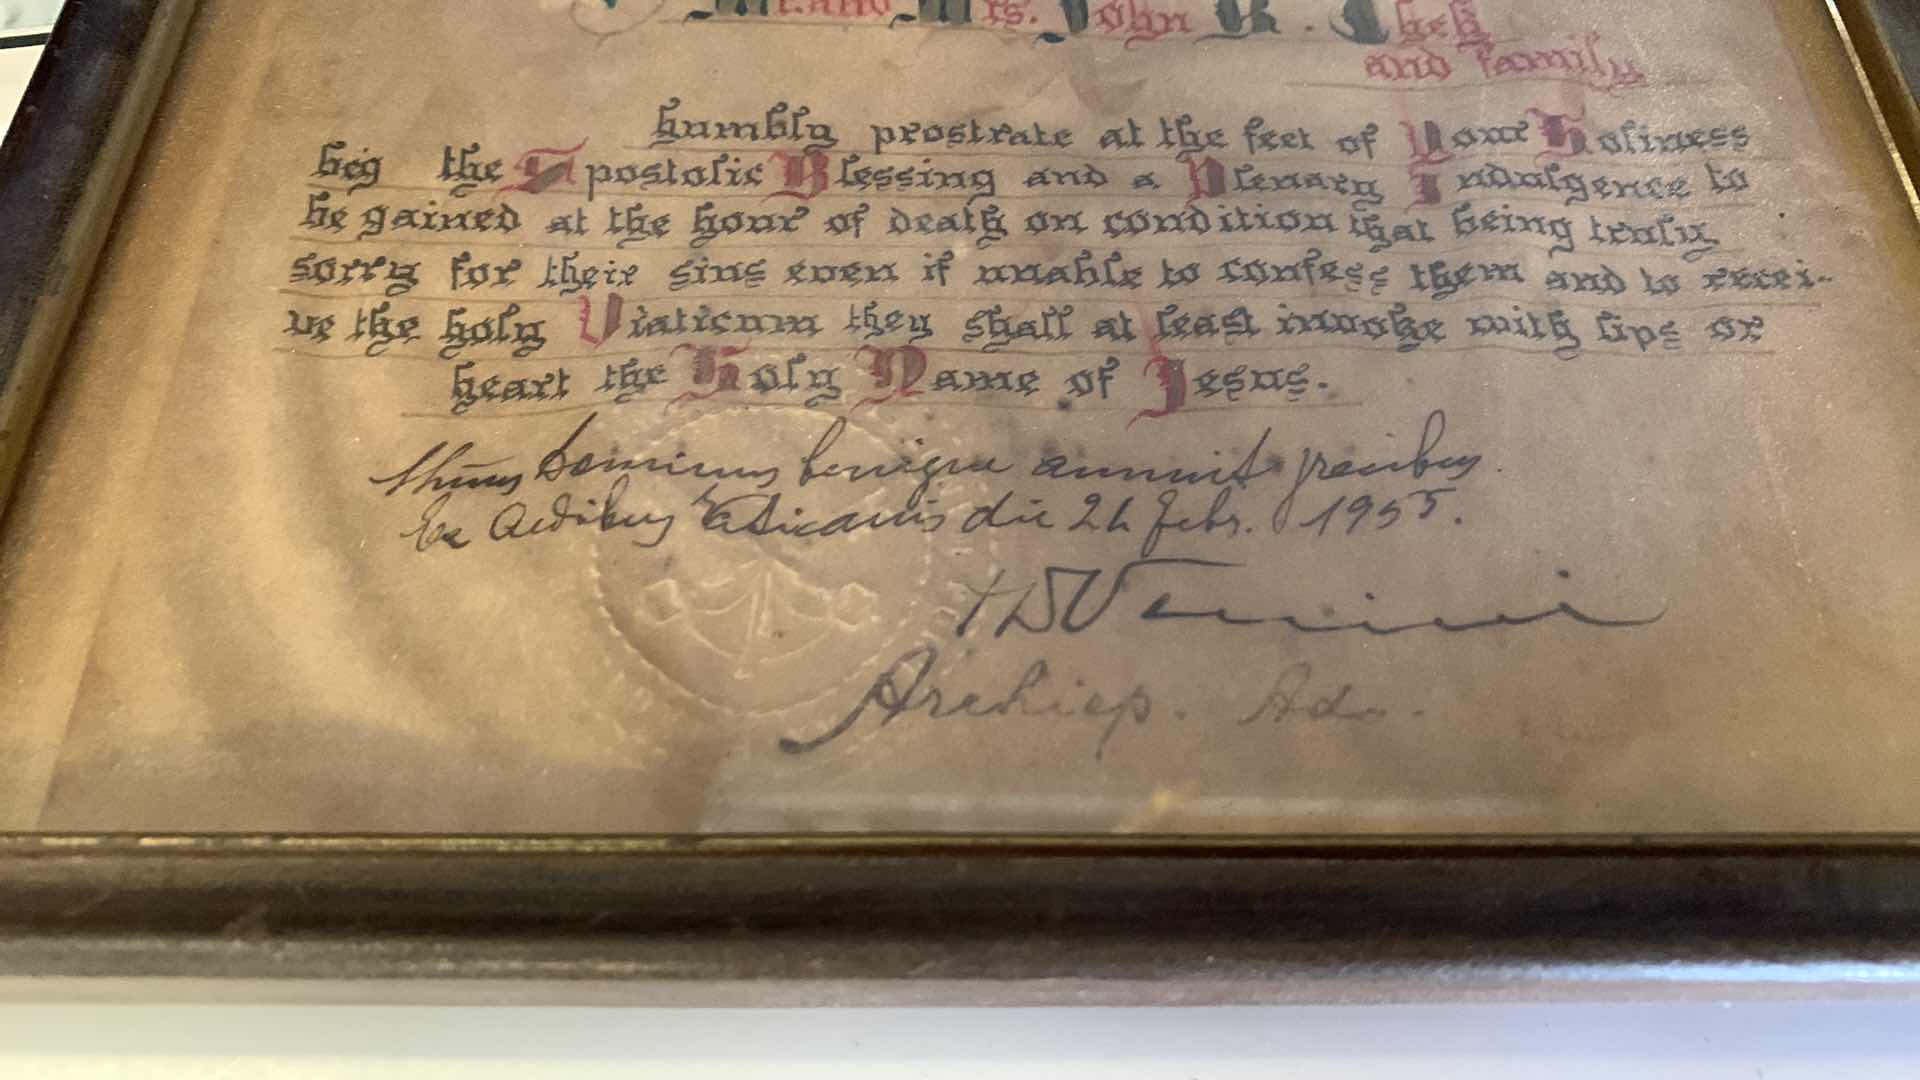 Mr. and Mrs. John R.
and family
humbly prostrate at the feet of Your Holiness
beg the Apostolic Blessing and a Plenary Indulgence to
be gained at the hour of death on condition that being truly
sorry for their sins even if unable to confess them and to recei-
ve the holy Viaticum they shall at least invoke with lips or
heart the Holy Name of Jesus.
Dominus benigne annuit precibus.
Ex Aedibus Vaticanis die Febr. 1955.
Archiep.